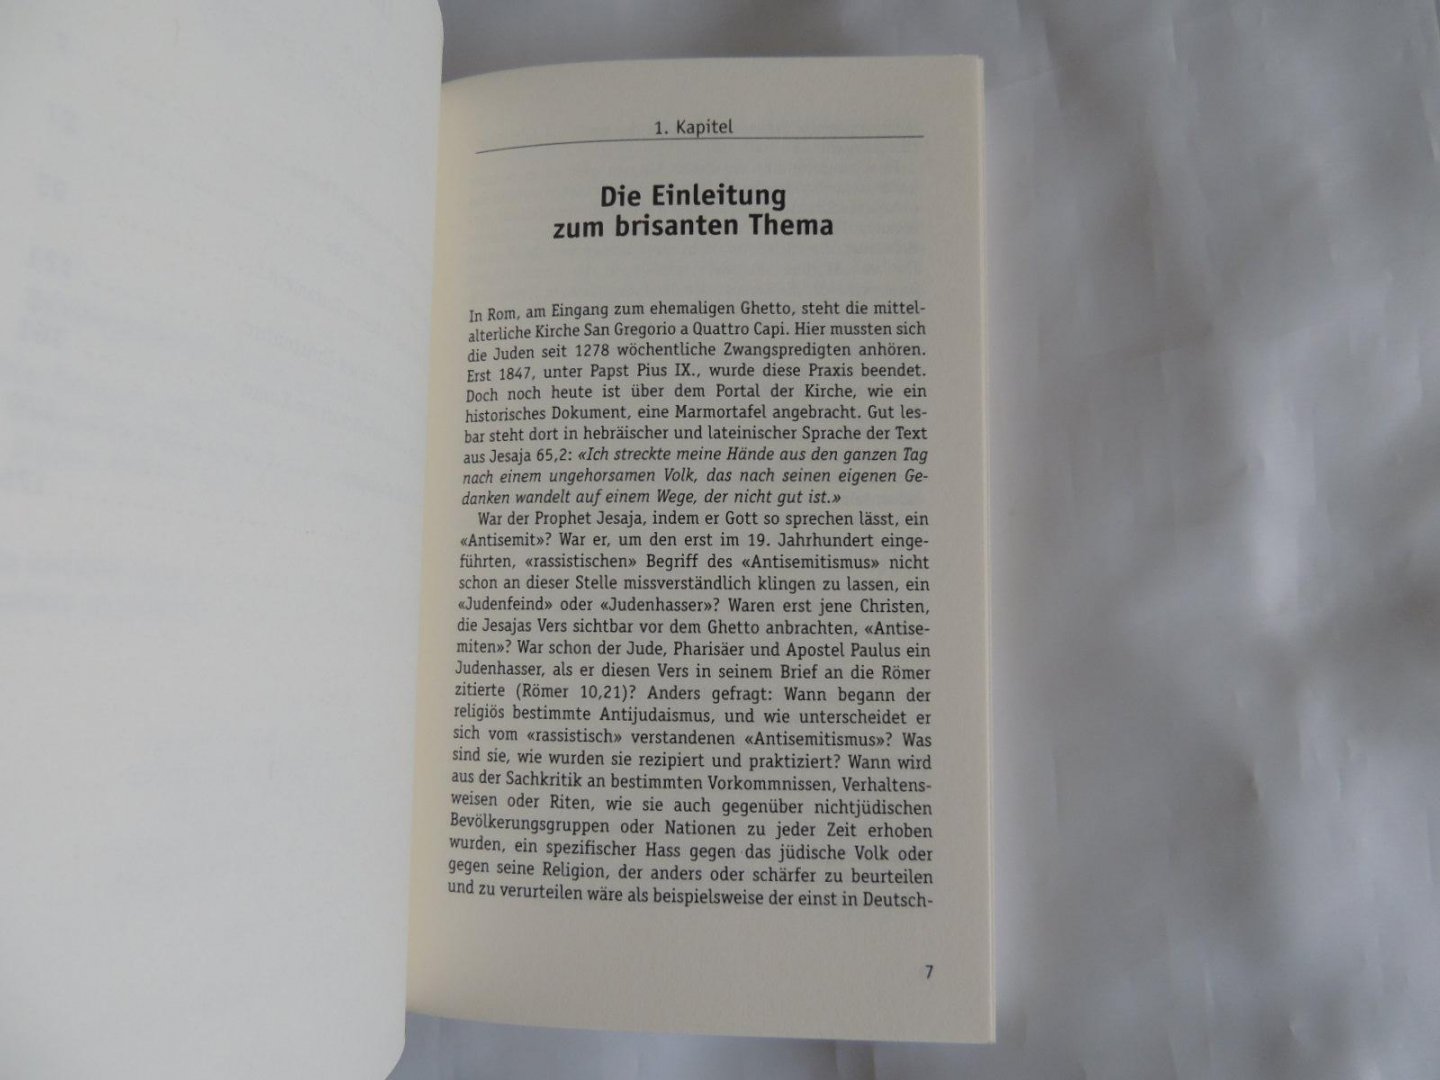 1. Kapitel
Die Einleitung
zum brisanten Thema
In Rom, am Eingang zum ehemaligen Ghetto, steht die mittel-
alterliche Kirche San Gregorio a Quattro Capi. Hier mussten sich
die Juden seit 1278 wöchentliche Zwangspredigten anhören.
Erst 1847, unter Papst Pius IX., wurde diese Praxis beendet.
Doch noch heute ist über dem Portal der Kirche, wie ein
historisches Dokument, eine Marmortafel angebracht. Gut les-
bar steht dort in hebräischer und lateinischer Sprache der Text
aus Jesaja 65,2: «Ich streckte meine Hände aus den ganzen Tag
nach einem ungehorsamen Volk, das nach seinen eigenen Ge-
danken wandelt auf einem Wege, der nicht gut ist.»
War der Prophet Jesaja, indem er Gott so sprechen lässt, ein
«Antisemit»? War er, um den erst im 19. Jahrhundert einge-
führten, «rassistischen» Begriff des «Antisemitismus» nicht
schon an dieser Stelle missverständlich klingen zu lassen, ein
«Judenfeind» oder «Judenhasser»? Waren erst jene Christen,
die Jesajas Vers sichtbar vor dem Ghetto anbrachten, «Antise-
miten»? War schon der Jude, Pharisäer und Apostel Paulus ein
Judenhasser, als er diesen Vers in seinem Brief an die Römer
zitierte (Römer 10,21)? Anders gefragt: Wann begann der
religiös bestimmte Antijudaismus, und wie unterscheidet er
sich vom «rassistisch» verstandenen «Antisemitismus»? Was
sind sie, wie wurden sie rezipiert und praktiziert? Wann wird
aus der Sachkritik an bestimmten Vorkommnissen, Verhaltens-
weisen oder Riten, wie sie auch gegenüber nichtjüdischen
Bevölkerungsgruppen oder Nationen zu jeder Zeit erhoben
wurden, ein spezifischer Hass gegen das jüdische Volk oder
gegen seine Religion, der anders oder schärfer zu beurteilen
und zu verurteilen wäre als beispielsweise der einst in Deutsch-
7